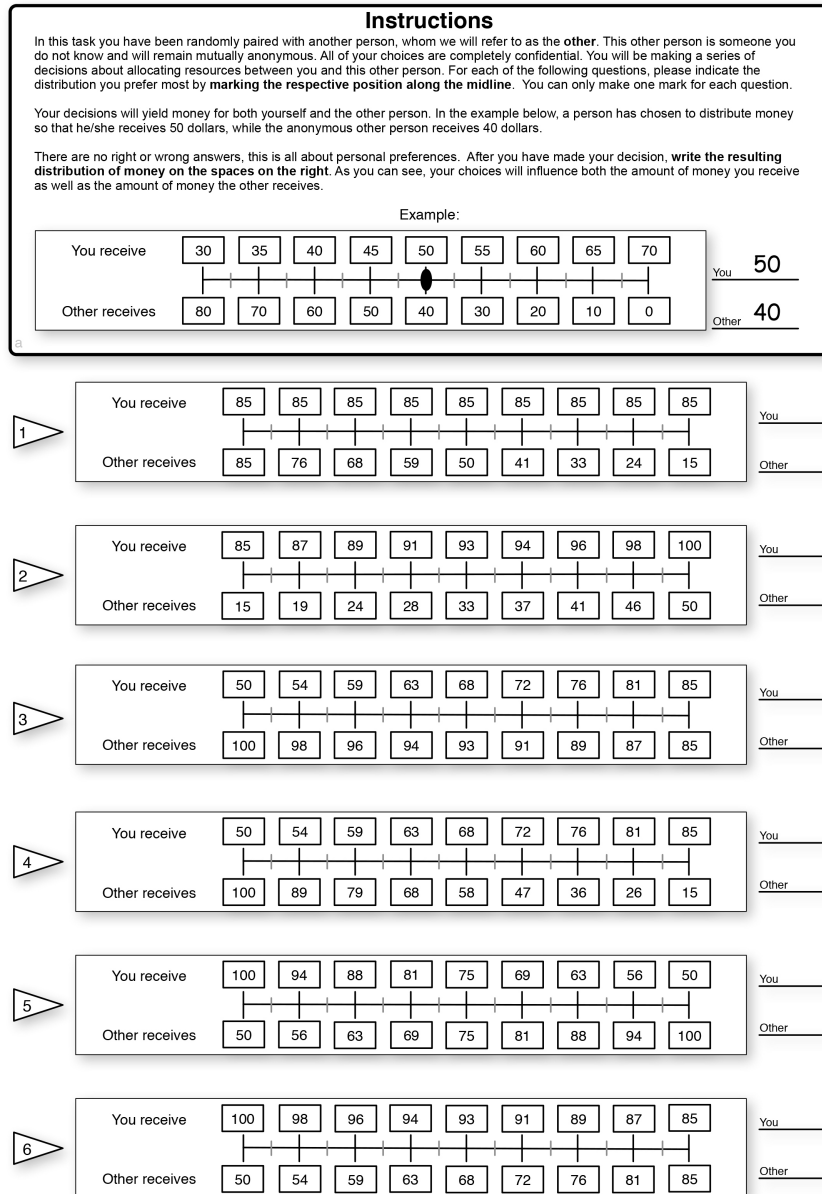 Instructions
In this task you have been randomly paired with another person, whom we will refer to as the other. This other person is someone you
do not know and will remain mutually anonymous. All of your choices are completely confidential. You will be making a series of
decisions about allocating resources between you and this other person. For each of the following questions, please indicate the
distribution you prefer most by marking the respective position along the midline. You can only make one mark for each question.
Your decisions will yield money for both yourself and the other person. In the example below, a person has chosen to distribute money
so that he/she receives 50 dollars, while the anonymous other person receives 40 dollars.
There are no right or wrong answers, this is all about personal preferences. After you have made your decision, write the resulting
distribution of money on the spaces on the right. As you can see, your choices will influence both the amount of money you receive
as well as the amount of money the other receives.
Example:
You receive 30 35 40 45 50 55 60 65 70
You 50
Other receives 80 70 60 50 40 30 20 10 0
Other 40
a
1
You receive 85 85 85 85 85 85 85 85 85
You
Other receives 85 76 68 59 50 41 33 24 15
Other
2
You receive 85 87 89 91 93 94 96 98 100
You
Other receives 15 19 24 28 33 37 41 46 50
Other
3
You receive 50 54 59 63 68 72 76 81 85
You
Other receives 100 98 96 94 93 91 89 87 85
Other
4
You receive 50 54 59 63 68 72 76 81 85
You
Other receives 100 89 79 68 58 47 36 26 15
Other
5
You receive 100 94 88 81 75 69 63 56 50
You
Other receives 50 56 63 69 75 81 88 94 100
Other
6
You receive 100 98 96 94 93 91 89 87 85
You
Other receives 50 54 59 63 68 72 76 81 85
Other